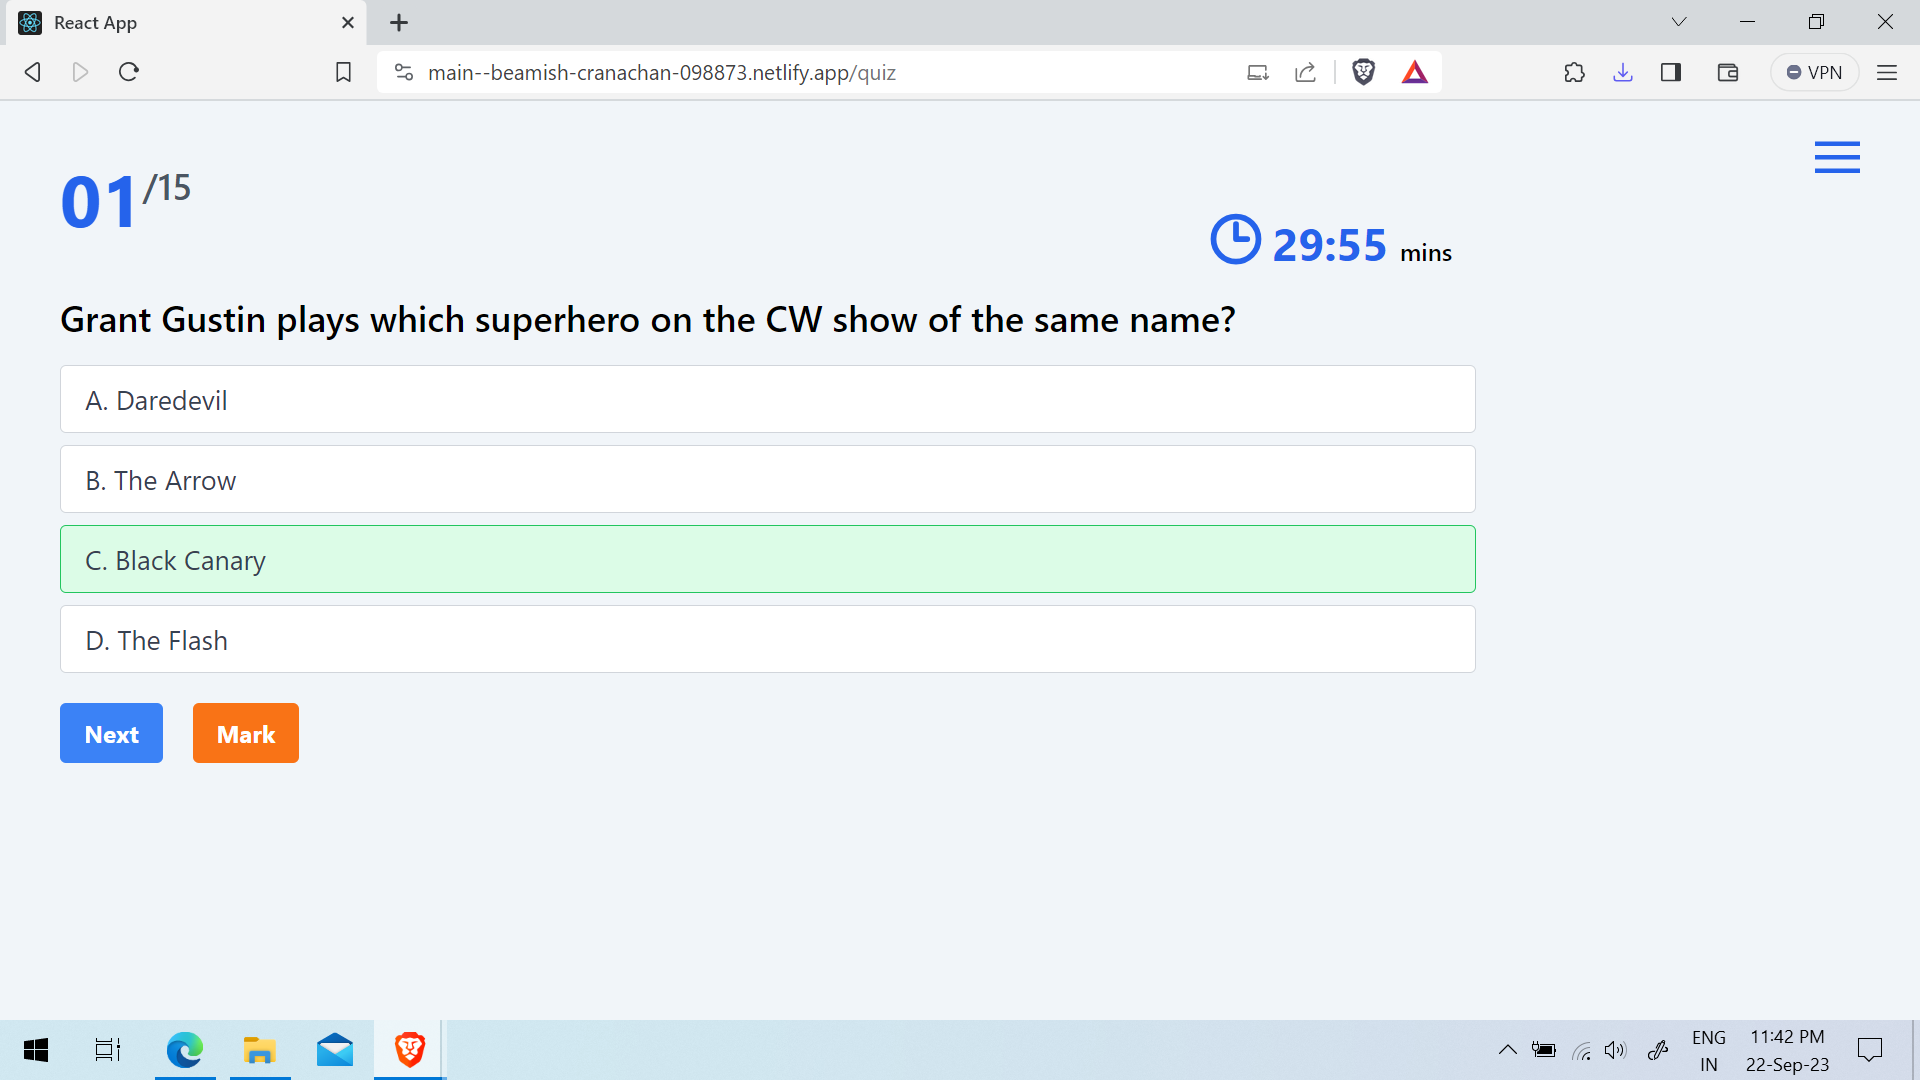 React App
main--beamish-cranachan-098873.netlify.app/quiz
VPN
01/15
29:55 mins
Grant Gustin plays which superhero on the CW show of the same name?
A. Daredevil
B. The Arrow
C. Black Canary
D. The Flash
Next
Mark
ENG
IN
11:42 PM
22-Sep-23